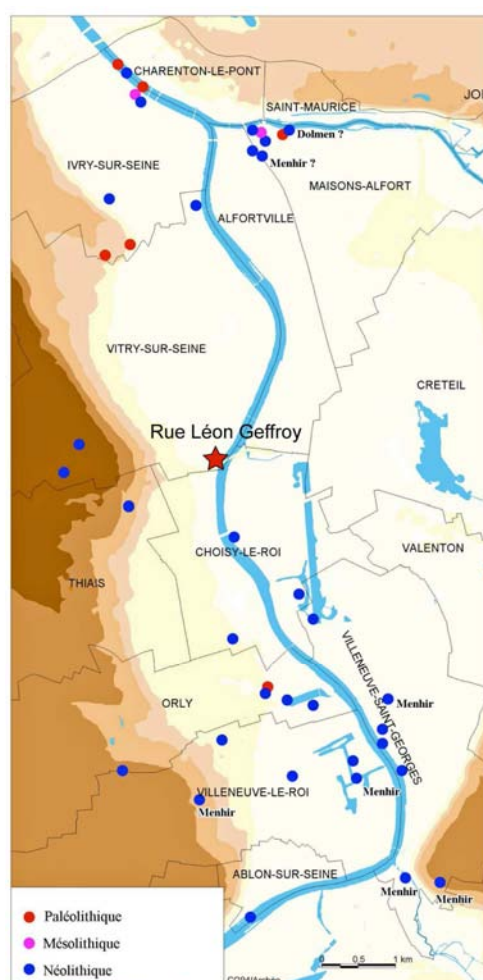 CHARENTON-LE-PONT
SAINT-MAURICE
Dolmen ?
Menhir ?
IVRY-SUR-SEINE
MAISONS-ALFORT
ALFORTVILLE
VITRY-SUR-SEINE
CRETEIL
Rue Léon Geffroy
CHOISY-LE-ROI
VALENTON
THIAIS
VILLENEUVE-SAINT-GEORGES
ORLY
Menhir
VILLENEUVE-LE-ROI
Menhir
Menhir
ABLON-SUR-SEINE
Menhir
Menhir
Paléolithique
Mésolithique
Néolithique
0 0,5 1 km